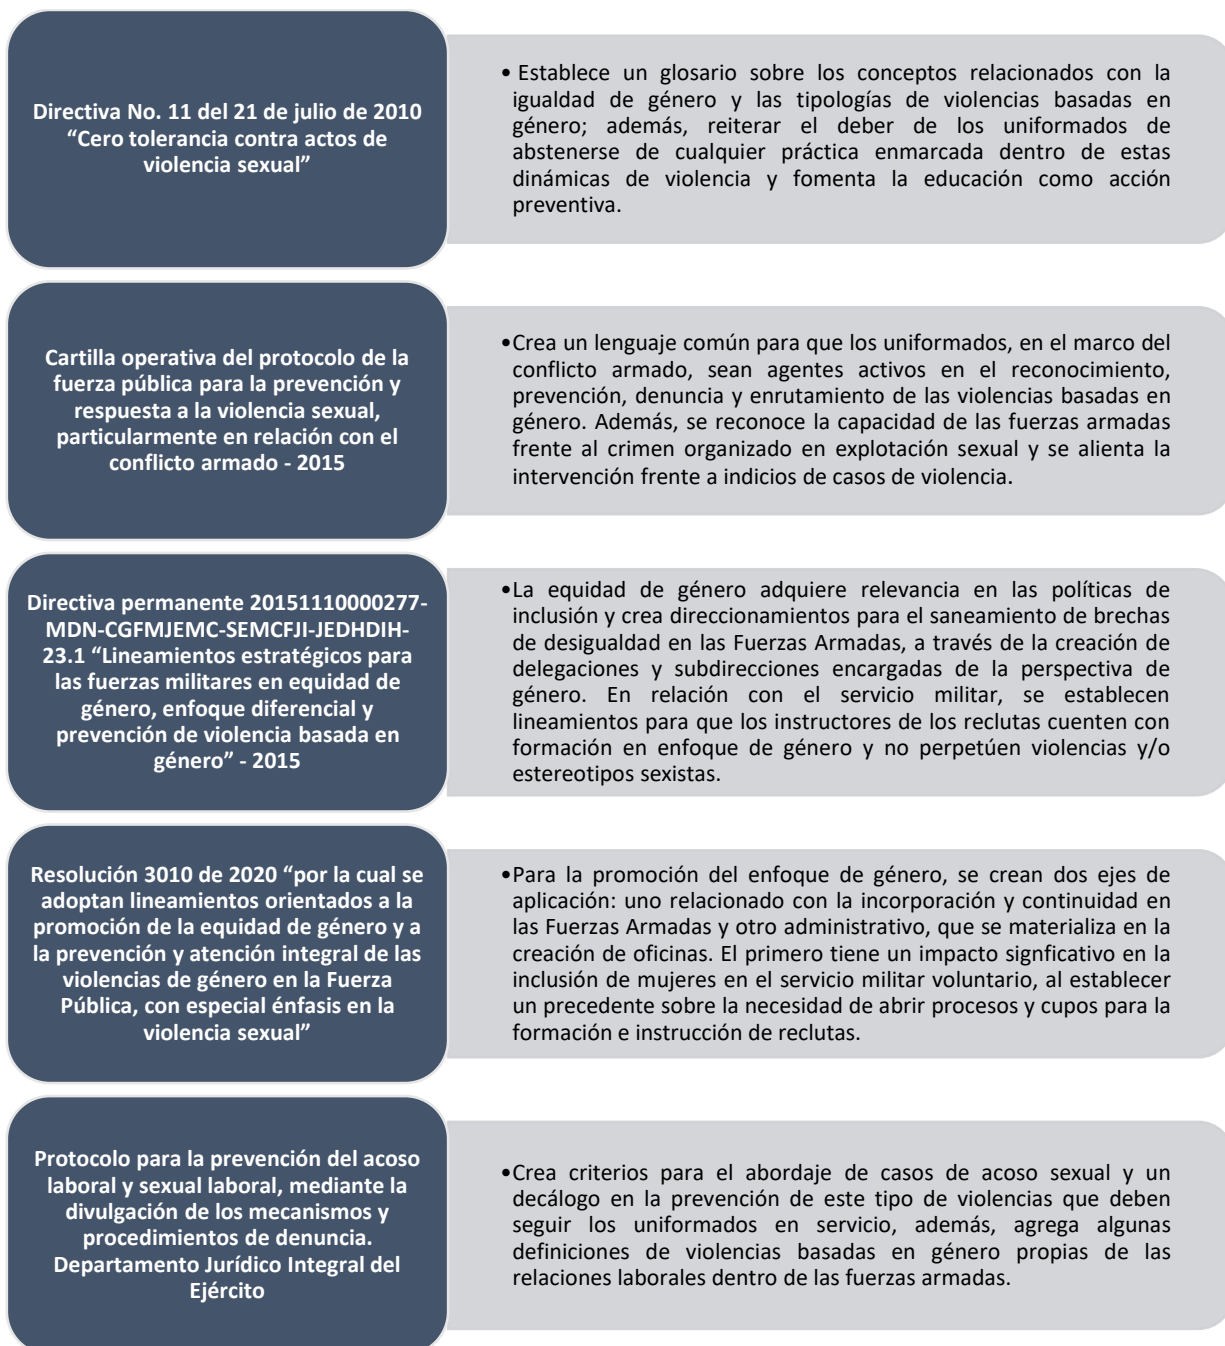 Directiva No. 11 del 21 de julio de 2010
“Cero tolerancia contra actos de
violencia sexual”
• Establece un glosario sobre los conceptos relacionados con la
igualdad de género y las tipologías de violencias basadas en
género; además, reiterar el deber de los uniformados de
abstenerse de cualquier práctica enmarcada dentro de estas
dinámicas de violencia y fomenta la educación como acción
preventiva.
Cartilla operativa del protocolo de la
fuerza pública para la prevención y
respuesta a la violencia sexual,
particularmente en relación con el
conflicto armado - 2015
•Crea un lenguaje común para que los uniformados, en el marco del
conflicto armado, sean agentes activos en el reconocimiento,
prevención, denuncia y enrutamiento de las violencias basadas en
género. Además, se reconoce la capacidad de las fuerzas armadas
frente al crimen organizado en explotación sexual y se alienta la
intervención frente a indicios de casos de violencia.
Directiva permanente 20151110000277-
MDN-CGFMJEMC-SEMCFJI-JEDHDIH-
23.1 “Lineamientos estratégicos para
las fuerzas militares en equidad de
género, enfoque diferencial y
prevención de violencia basada en
género” - 2015
•La equidad de género adquiere relevancia en las políticas de
inclusión y crea direccionamientos para el saneamiento de brechas
de desigualdad en las Fuerzas Armadas, a través de la creación de
delegaciones y subdirecciones encargadas de la perspectiva de
género. En relación con el servicio militar, se establecen
lineamientos para que los instructores de los reclutas cuenten con
formación en enfoque de género y no perpetúen violencias y/o
estereotipos sexistas.
Resolución 3010 de 2020 “por la cual se
adoptan lineamientos orientados a la
promoción de la equidad de género y a
la prevención y atención integral de las
violencias de género en la Fuerza
Pública, con especial énfasis en la
violencia sexual”
•Para la promoción del enfoque de género, se crean dos ejes de
aplicación: uno relacionado con la incorporación y continuidad en
las Fuerzas Armadas y otro administrativo, que se materializa en la
creación de oficinas. El primero tiene un impacto signficativo en la
inclusión de mujeres en el servicio militar voluntario, al establecer
un precedente sobre la necesidad de abrir procesos y cupos para la
formación e instrucción de reclutas.
Protocolo para la prevención del acoso
laboral y sexual laboral, mediante la
divulgación de los mecanismos y
procedimientos de denuncia.
Departamento Jurídico Integral del
Ejército
•Crea criterios para el abordaje de casos de acoso sexual y un
decálogo en la prevención de este tipo de violencias que deben
seguir los uniformados en servicio, además, agrega algunas
definiciones de violencias basadas en género propias de las
relaciones laborales dentro de las fuerzas armadas.